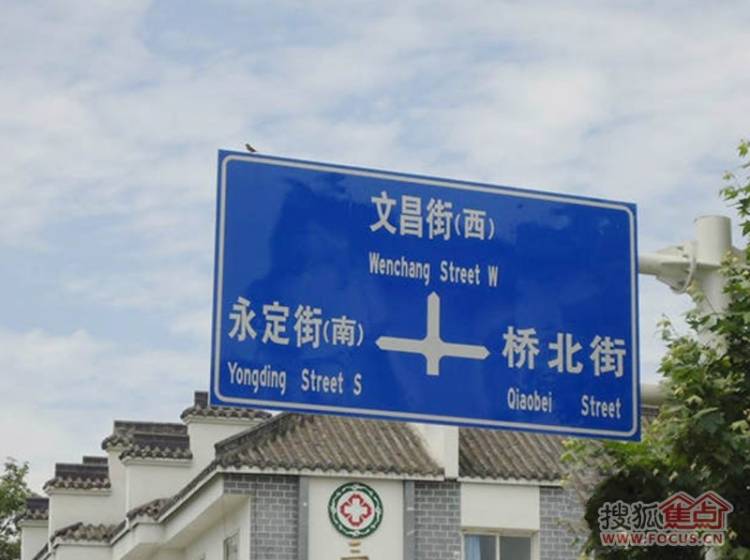 文昌街(西)
Wenchang Street W
永定街(南)
Yongding Street S
桥北街
Qiaobei Street
搜狐焦点
WWW.FOCUS.CN